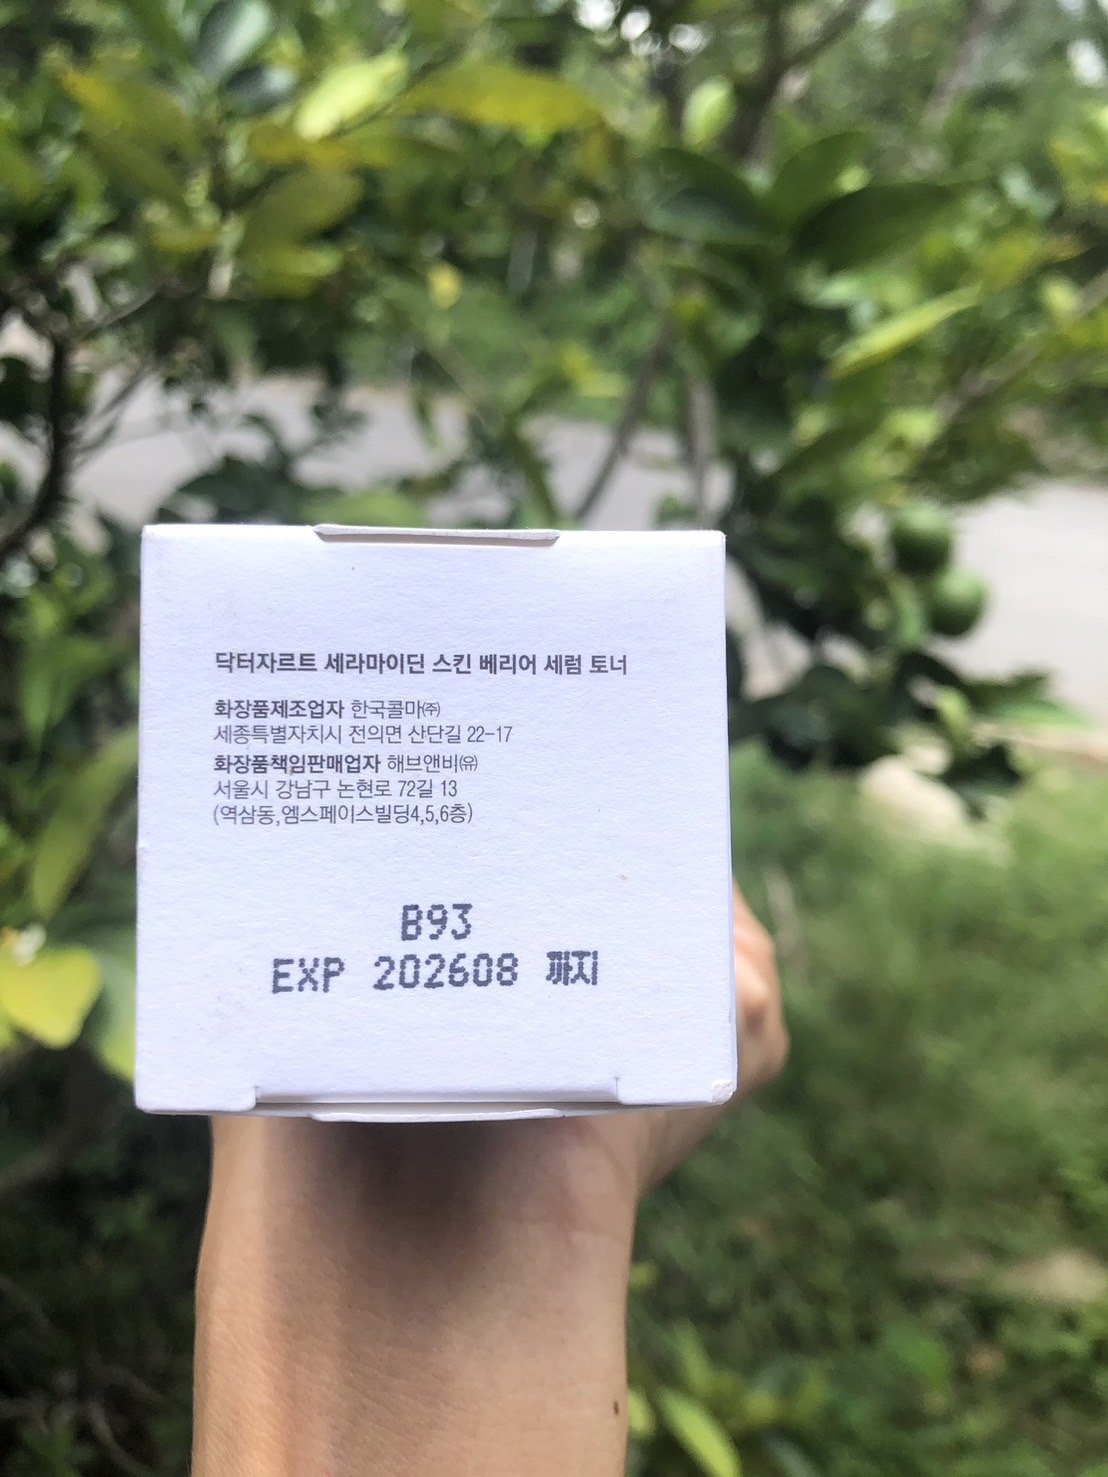 닥터자르트 세라마이딘 스킨 베리어 세럼 토너
화장품제조업자 한국콜마㈜
세종특별자치시 전의면 산단길 22-17
화장품책임판매업자 해브앤비㈲
서울시 강남구 논현로 72길 13
(역삼동,엠스페이스빌딩4,5,6층)
B93
EXP 202608 까지